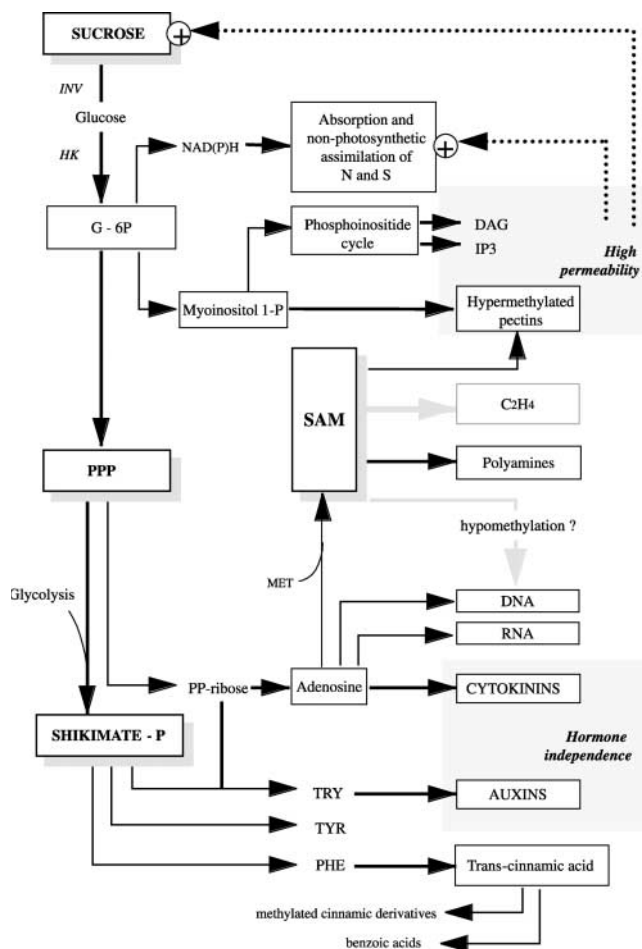 SUCROSE
+
INV
Glucose
HK
NAD(P)H
Absorption and
non-photosynthetic
assimilation of
N and S
+
G - 6P
Phosphoinositide
cycle
DAG
IP3
High
permeability
Myoinositol 1-P
Hypermethylated
pectins
SAM
C2H4
PPP
Polyamines
hypomethylation ?
MET
Glycolysis
DNA
RNA
PP-ribose
Adenosine
CYTOKININS
SHIKIMATE - P
Hormone
independence
TRY
AUXINS
TYR
PHE
Trans-cinnamic acid
methylated cinnamic derivatives
benzoic acids